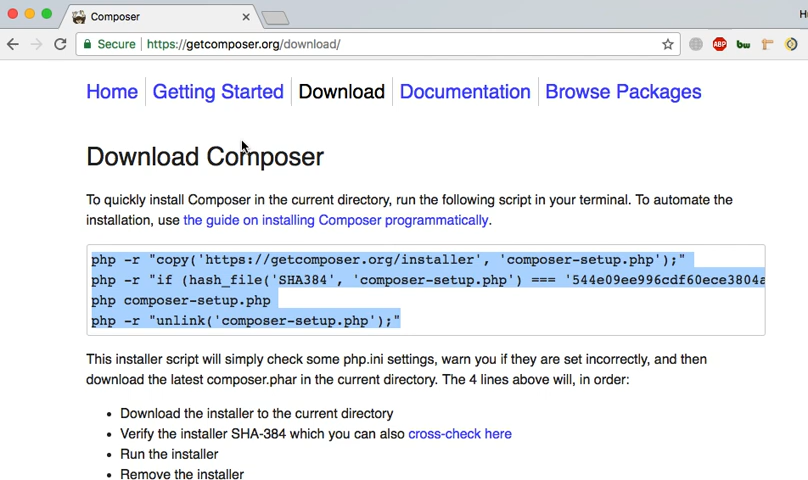 Composer
Secure https://getcomposer.org/download/
ABP bw
Home Getting Started Download Documentation Browse Packages
Download Composer
To quickly install Composer in the current directory, run the following script in your terminal. To automate the
installation, use the guide on installing Composer programmatically.
php -r "copy('https://getcomposer.org/installer', 'composer-setup.php');"
php -r "if (hash_file('SHA384', 'composer-setup.php') === '544e09ee996cdf60ece3804a
php composer-setup.php
php -r "unlink('composer-setup.php');"
This installer script will simply check some php.ini settings, warn you if they are set incorrectly, and then
download the latest composer.phar in the current directory. The 4 lines above will, in order:
• Download the installer to the current directory
• Verify the installer SHA-384 which you can also cross-check here
• Run the installer
• Remove the installer